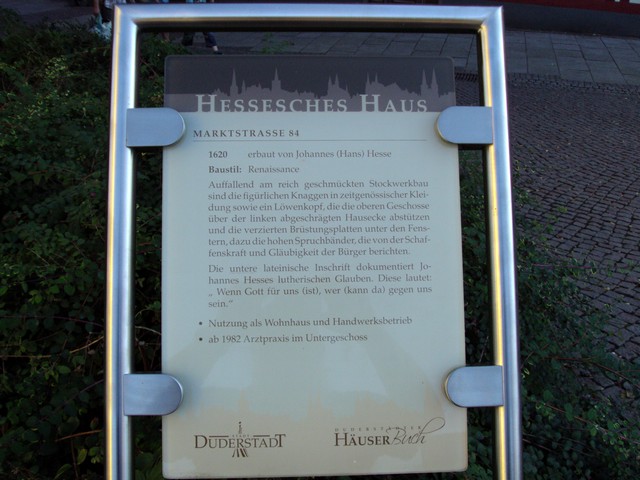 HESSESCHES HAUS
MARKTSTRASSE 84
1620 erbaut von Johannes (Hans) Hesse
Baustil: Renaissance
Auffallend am reich geschmückten Stockwerkbau
sind die figürlichen Knaggen in zeitgenössischer Klei-
dung sowie ein Löwenkopf, die die oberen Geschosse
über der linken abgeschrägten Hausecke abstützen
und die verzierten Brüstungsplatten unter den Fens-
tern, dazu die hohen Spruchbänder, die von der Schaf-
fenskraft und Gläubigkeit der Bürger berichten.
Die untere lateinische Inschrift dokumentiert Jo-
hannes Hesses lutherischen Glauben. Diese lautet:
„ Wenn Gott für uns (ist), wer (kann da) gegen uns
sein.“
▪ Nutzung als Wohnhaus und Handwerksbetrieb
▪ ab 1982 Arztpraxis im Untergeschoss
STADT
DUDERSTADT
DUDERSTÄDTER
HÄUSERBuch